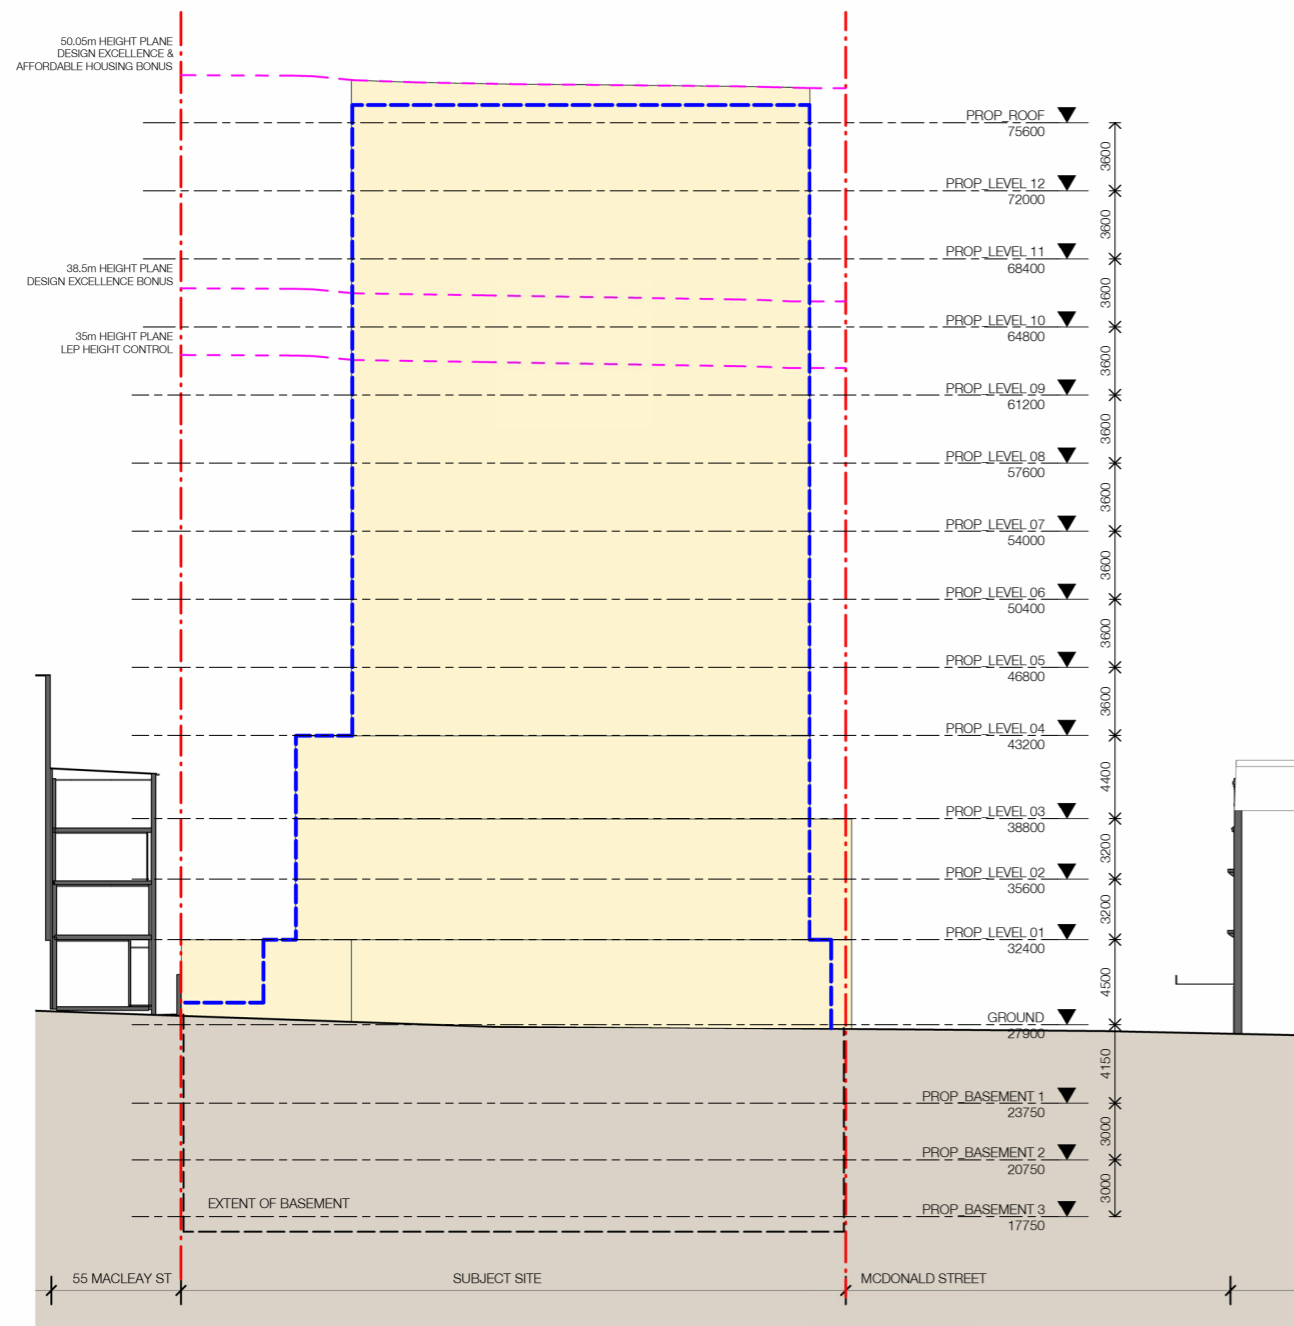 50.05m HEIGHT PLANE
DESIGN EXCELLENCE &
AFFORDABLE HOUSING BONUS
PROP_ROOF
75600
3600
PROP_LEVEL 12
72000
3600
PROP_LEVEL 11
68400
38.5m HEIGHT PLANE
DESIGN EXCELLENCE BONUS
3600
PROP_LEVEL 10
64800
35m HEIGHT PLANE
LEP HEIGHT CONTROL
3600
PROP_LEVEL 09
61200
3600
PROP_LEVEL 08
57600
3600
PROP_LEVEL 07
54000
3600
PROP_LEVEL 06
50400
3600
PROP_LEVEL 05
46800
3600
PROP_LEVEL 04
43200
4400
PROP_LEVEL 03
38800
3200
PROP_LEVEL 02
35600
3200
PROP_LEVEL 01
32400
4500
GROUND
27900
4150
PROP_BASEMENT 1
23750
3000
PROP_BASEMENT 2
20750
3000
EXTENT OF BASEMENT
PROP_BASEMENT 3
17750
55 MACLEAY ST
SUBJECT SITE
MCDONALD STREET